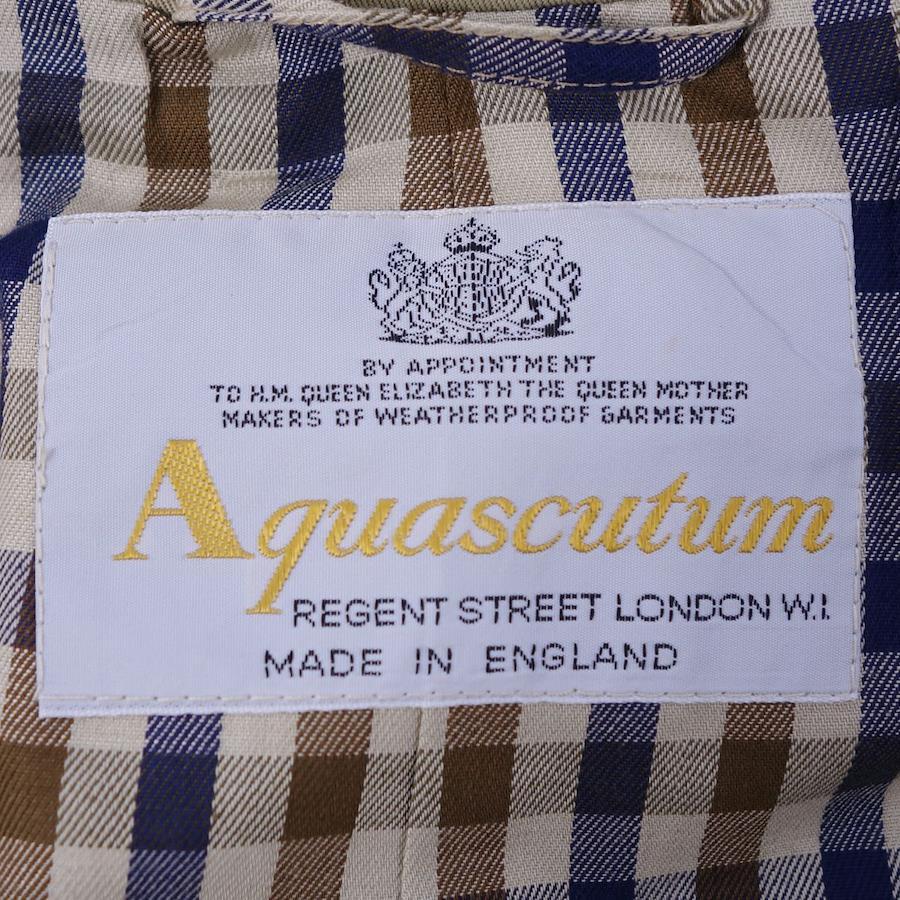 BY APPOINTMENT
TO H.M. QUEEN ELIZABETH THE QUEEN MOTHER
MAKERS OF WEATHERPROOF GARMENTS
Aquascutum
REGENT STREET LONDON W.I.
MADE IN ENGLAND